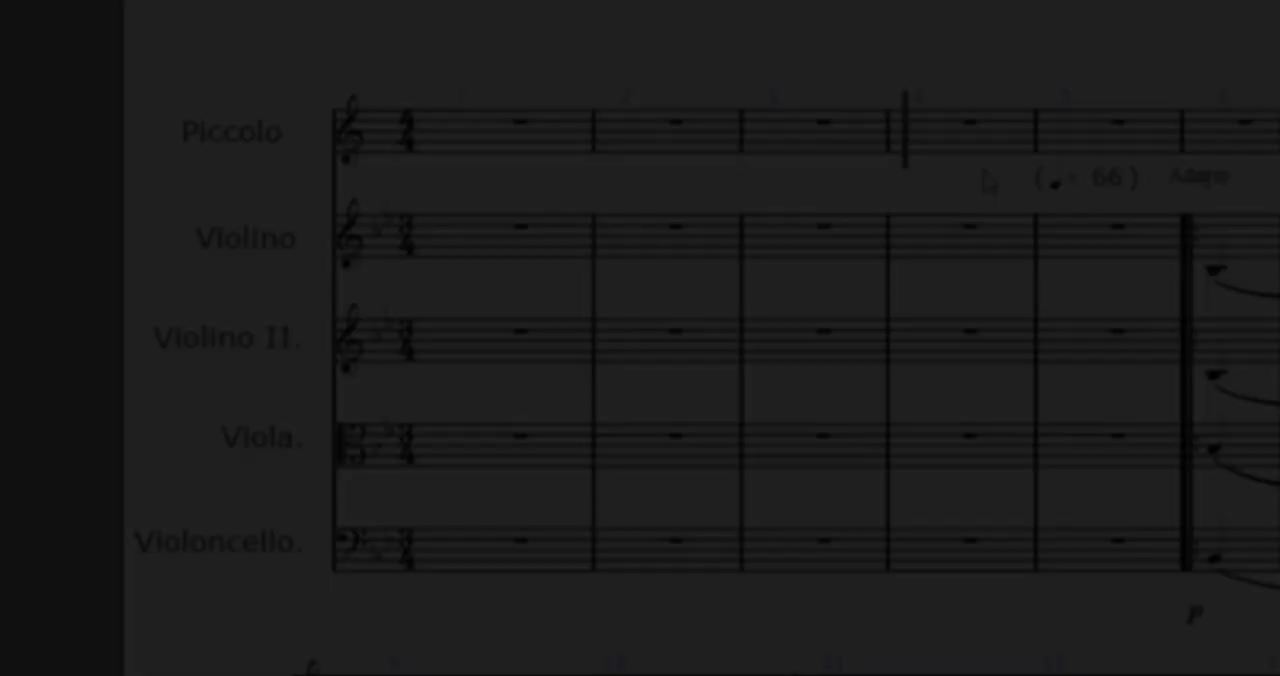 Piccolo
( ♩ = 66 ) Adagio
Violino
Violino II.
Viola.
Violoncello.
p